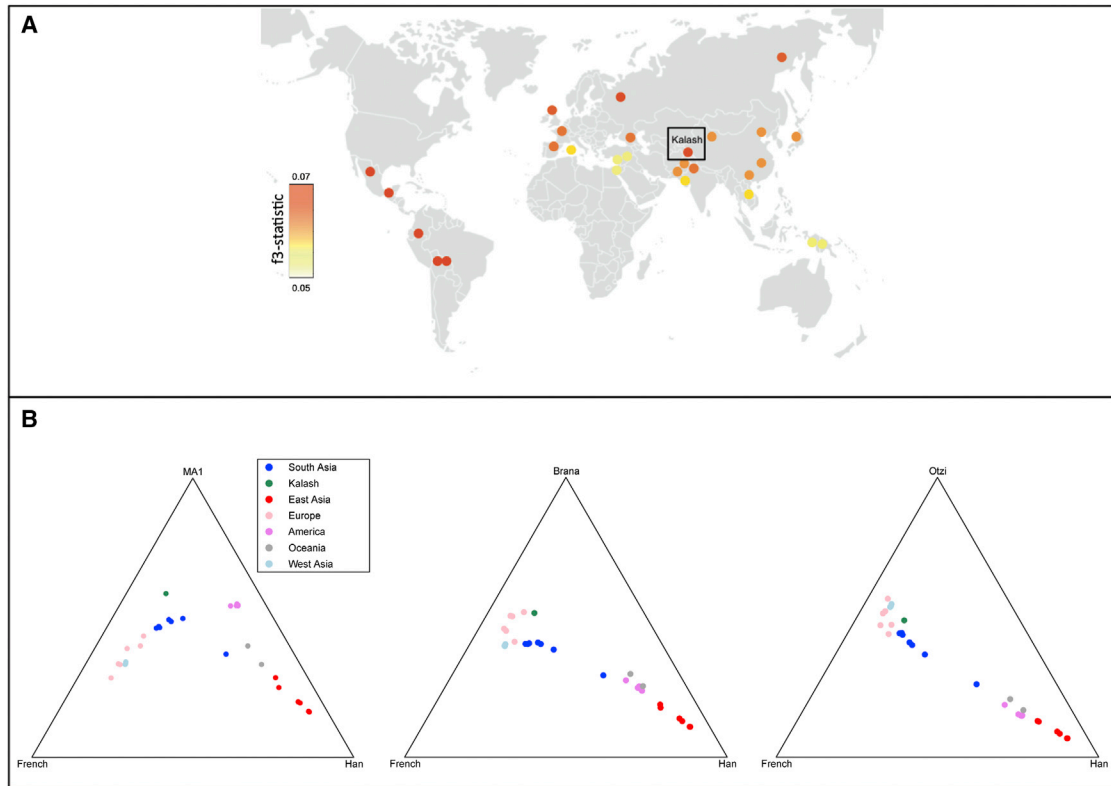 A
Kalash
0.07
f3-statistic
0.05
B
MA1
Brana
Otzi
South Asia
Kalash
East Asia
Europe
America
Oceania
West Asia
French
Han
French
Han
French
Han